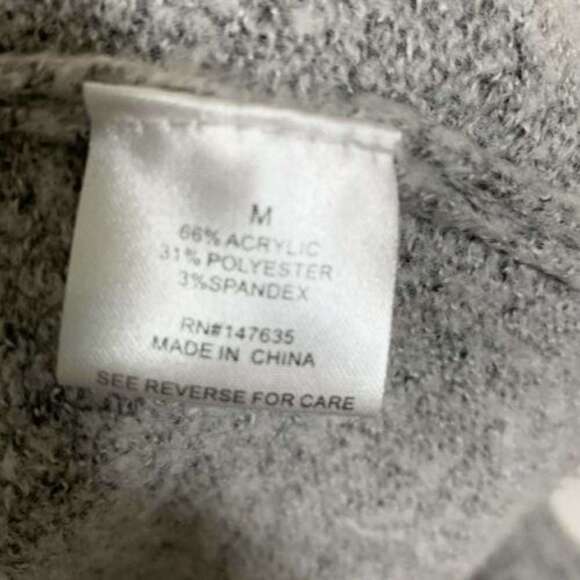 M
66% ACRYLIC
31% POLYESTER
3%SPANDEX
RN#147635
MADE IN CHINA
SEE REVERSE FOR CARE